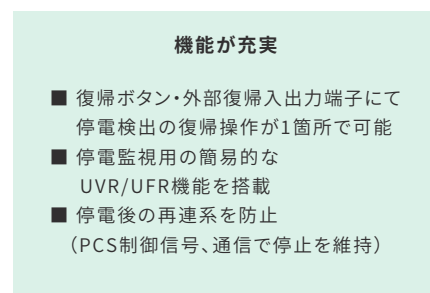 機能が充実
■ 復帰ボタン・外部復帰入出力端子にて
停電検出の復帰操作が1箇所で可能
■ 停電監視用の簡易的な
UVR/UFR機能を搭載
■ 停電後の再連系を防止
（PCS制御信号、通信で停止を維持）